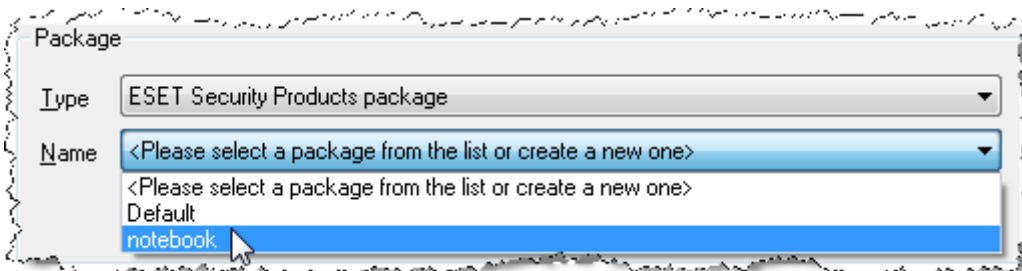 Package
Type ESET Security Products package
Name <Please select a package from the list or create a new one>
<Please select a package from the list or create a new one>
Default
notebook